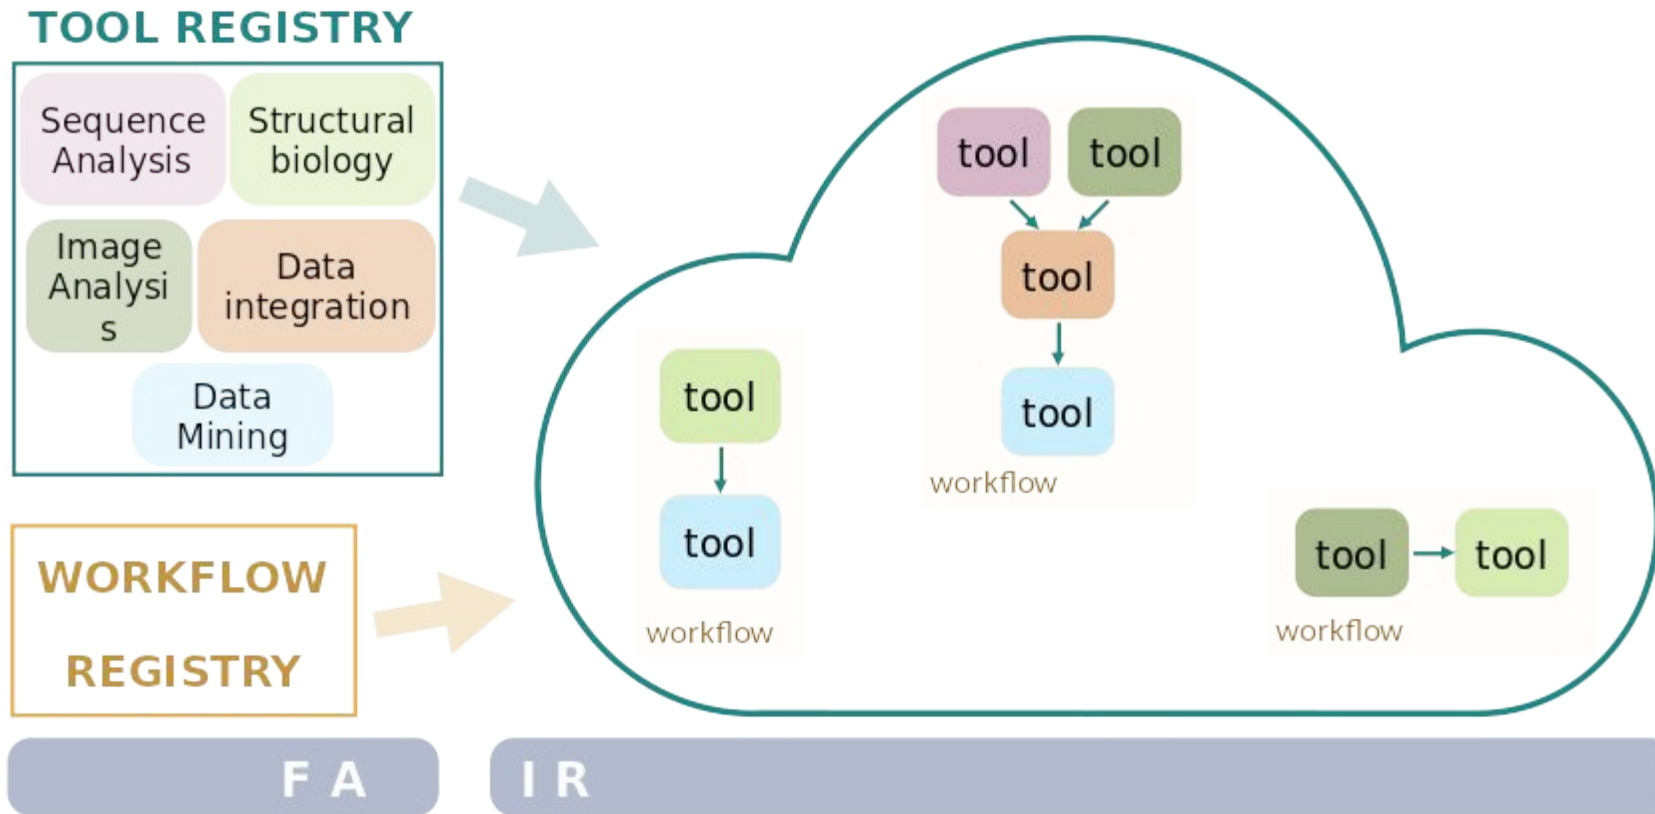 TOOL REGISTRY
Sequence
Analysis
Structural
biology
Image
Analysi
s
Data
integration
Data
Mining
WORKFLOW
REGISTRY
tool
tool
workflow
tool
tool
tool
tool
workflow
tool
tool
workflow
F A
I R